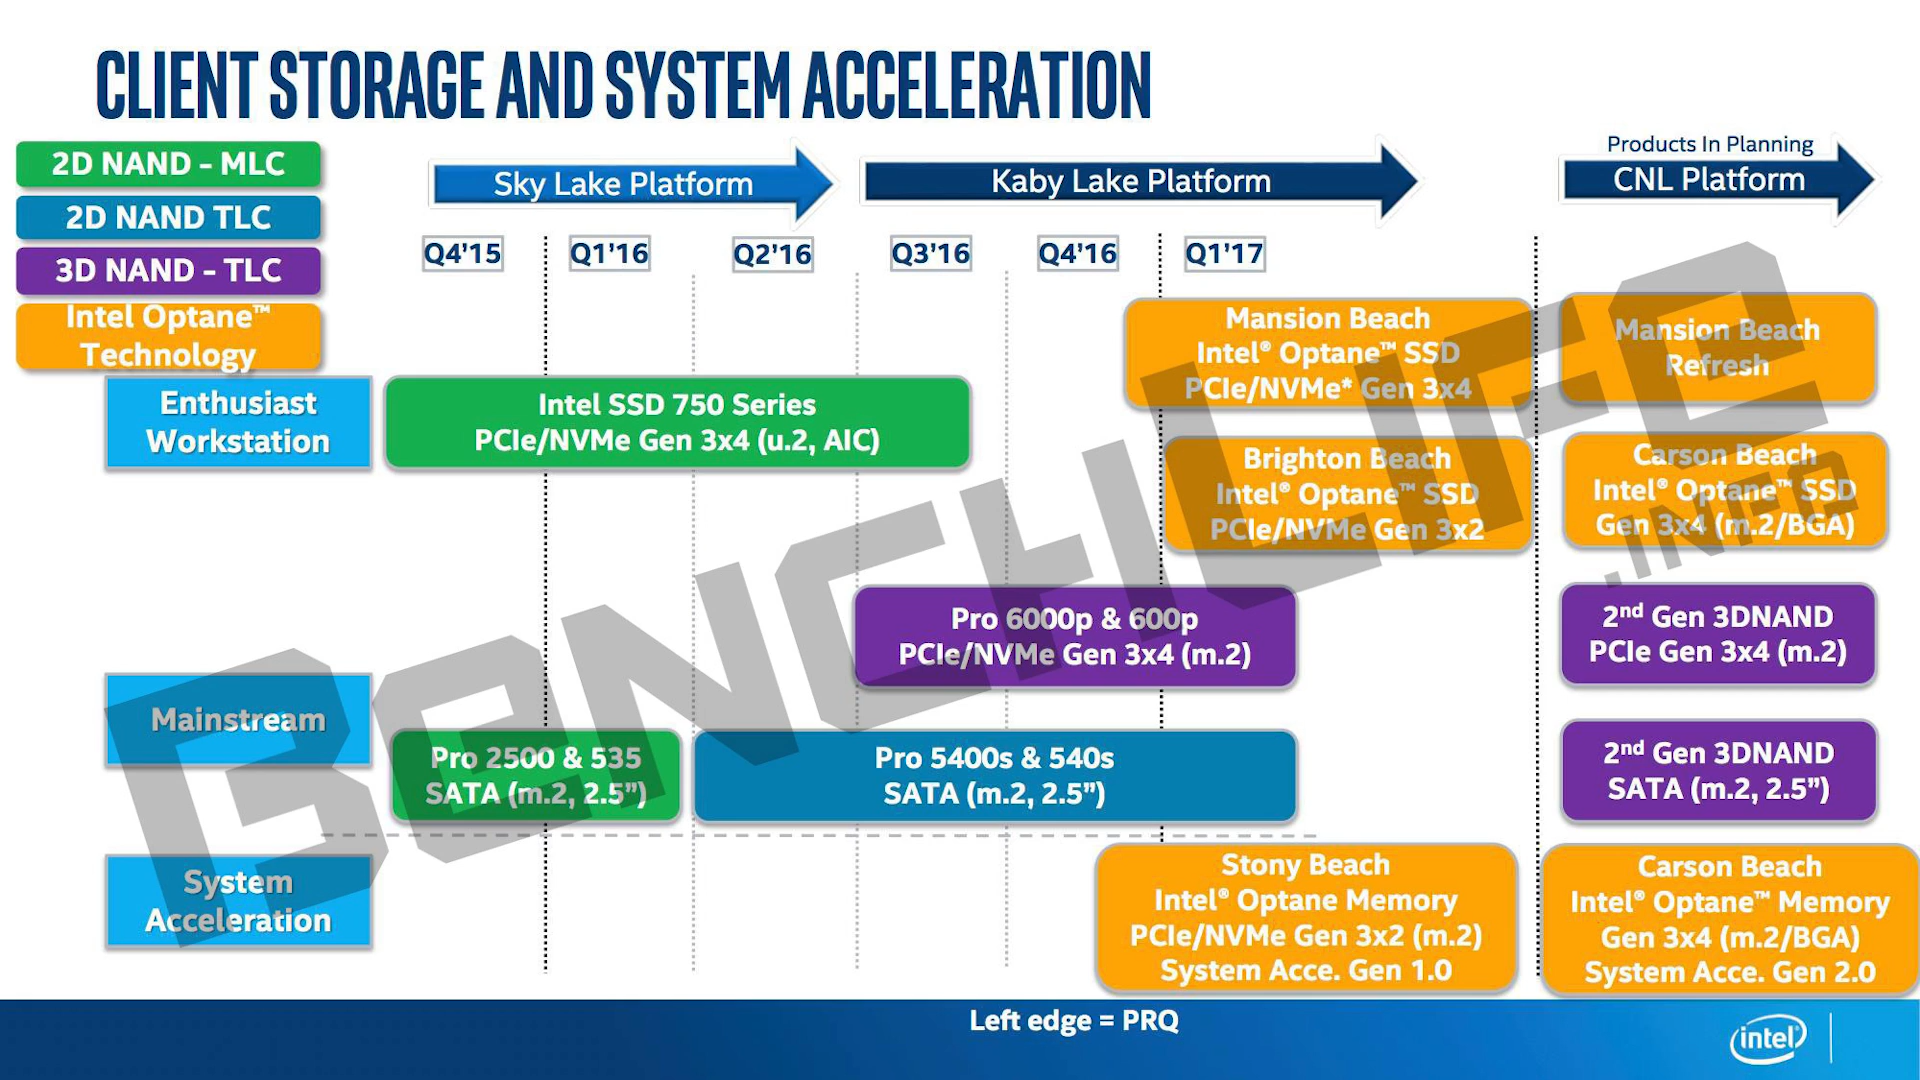 CLIENT STORAGE AND SYSTEM ACCELERATION
2D NAND - MLC
2D NAND TLC
3D NAND - TLC
Intel Optane™
Technology
Sky Lake Platform
Kaby Lake Platform
Products In Planning
CNL Platform
Q4'15
Q1'16
Q2'16
Q3'16
Q4'16
Q1'17
Mansion Beach
Intel® Optane™ SSD
PCIe/NVMe* Gen 3x4
Mansion Beach
Refresh
Enthusiast
Workstation
Intel SSD 750 Series
PCIe/NVMe Gen 3x4 (u.2, AIC)
Brighton Beach
Intel® Optane™ SSD
PCIe/NVMe Gen 3x2
Carson Beach
Intel® Optane™ SSD
Gen 3x4 (m.2/BGA)
Pro 6000p & 600p
PCIe/NVMe Gen 3x4 (m.2)
2nd Gen 3DNAND
PCIe Gen 3x4 (m.2)
Mainstream
Pro 2500 & 535
SATA (m.2, 2.5”)
Pro 5400s & 540s
SATA (m.2, 2.5”)
2nd Gen 3DNAND
SATA (m.2, 2.5”)
System
Acceleration
Stony Beach
Intel® Optane Memory
PCIe/NVMe Gen 3x2 (m.2)
System Acce. Gen 1.0
Carson Beach
Intel® Optane™ Memory
Gen 3x4 (m.2/BGA)
System Acce. Gen 2.0
BenchLife
.INFO
Left edge = PRQ
intel®